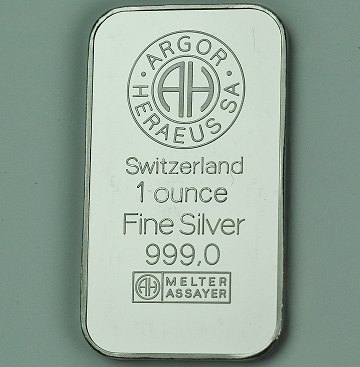 ARGOR
AH
HERAEUS SA
Switzerland
1 ounce
Fine Silver
999,0
AH MELTER
ASSAYER